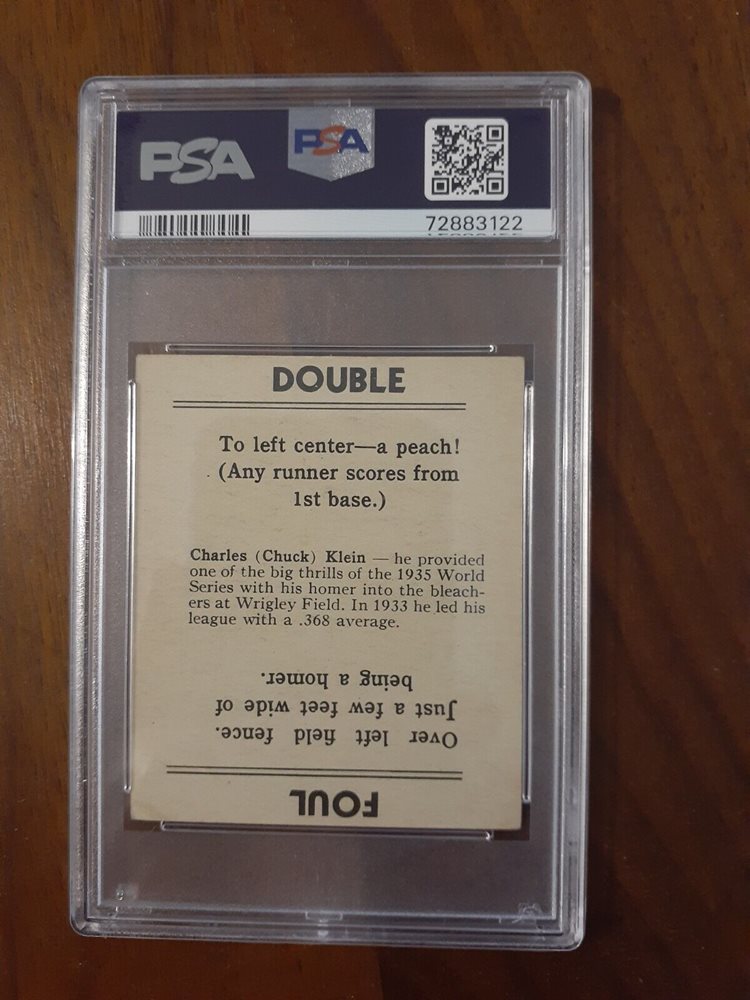 PSA
PSA
72883122
DOUBLE
To left center—a peach!
(Any runner scores from
1st base.)
Charles (Chuck) Klein — he provided
one of the big thrills of the 1935 World
Series with his homer into the bleach-
ers at Wrigley Field. In 1933 he led his
league with a .368 average.
FOUL
Over left field fence.
Just a few feet wide of
being a homer.